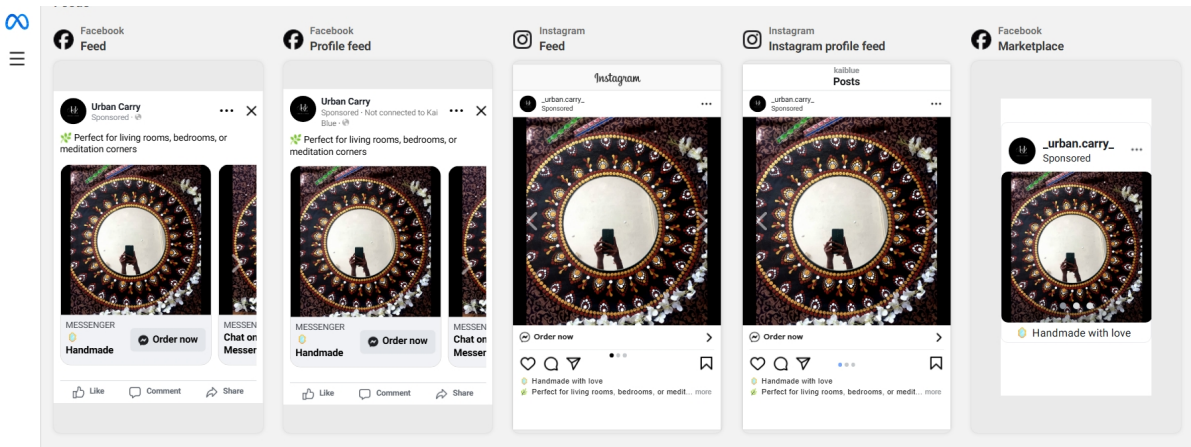 Facebook
Feed
Urban Carry
Sponsored ·
🌿 Perfect for living rooms, bedrooms, or
meditation corners
MESSENGER
Handmade
Order now
MESSEN
Chat on
Messer
Like
Comment
Share
Facebook
Profile feed
Urban Carry
Sponsored · Not connected to Kai
Blue ·
🌿 Perfect for living rooms, bedrooms, or
meditation corners
MESSENGER
Handmade
Order now
MESSEN
Chat on
Messer
Like
Comment
Share
Instagram
Feed
Instagram
_urban.carry_
Sponsored
Order now
Handmade with love
Perfect for living rooms, bedrooms, or medit... more
Instagram
Instagram profile feed
kaiblue
Posts
_urban.carry_
Sponsored
Order now
Handmade with love
Perfect for living rooms, bedrooms, or medit... more
Facebook
Marketplace
_urban.carry_
Sponsored
Handmade with love